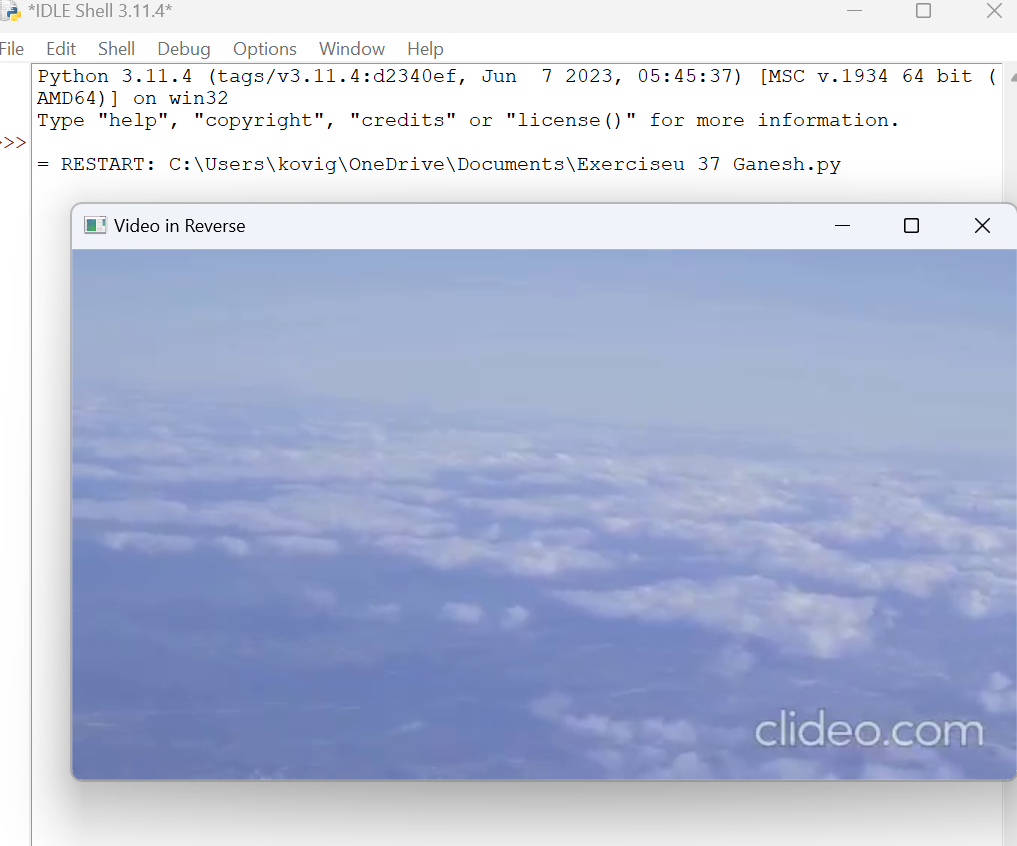 *IDLE Shell 3.11.4*
File Edit Shell Debug Options Window Help
Python 3.11.4 (tags/v3.11.4:d2340ef, Jun  7 2023, 05:45:37) [MSC v.1934 64 bit (
AMD64)] on win32
Type "help", "copyright", "credits" or "license()" for more information.
>>>
= RESTART: C:\Users\kovig\OneDrive\Documents\Exerciseu 37 Ganesh.py
Video in Reverse
clideo.com